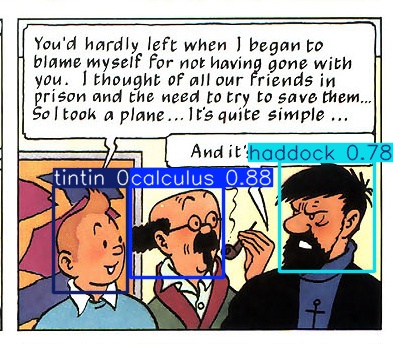 You'd hardly left when I began to
blame myself for not having gone with
you. I thought of all our friends in
prison and the need to try to save them...
So I took a plane... It's quite simple ...
And it's
haddock 0.78
tintin 0
calculus 0.88